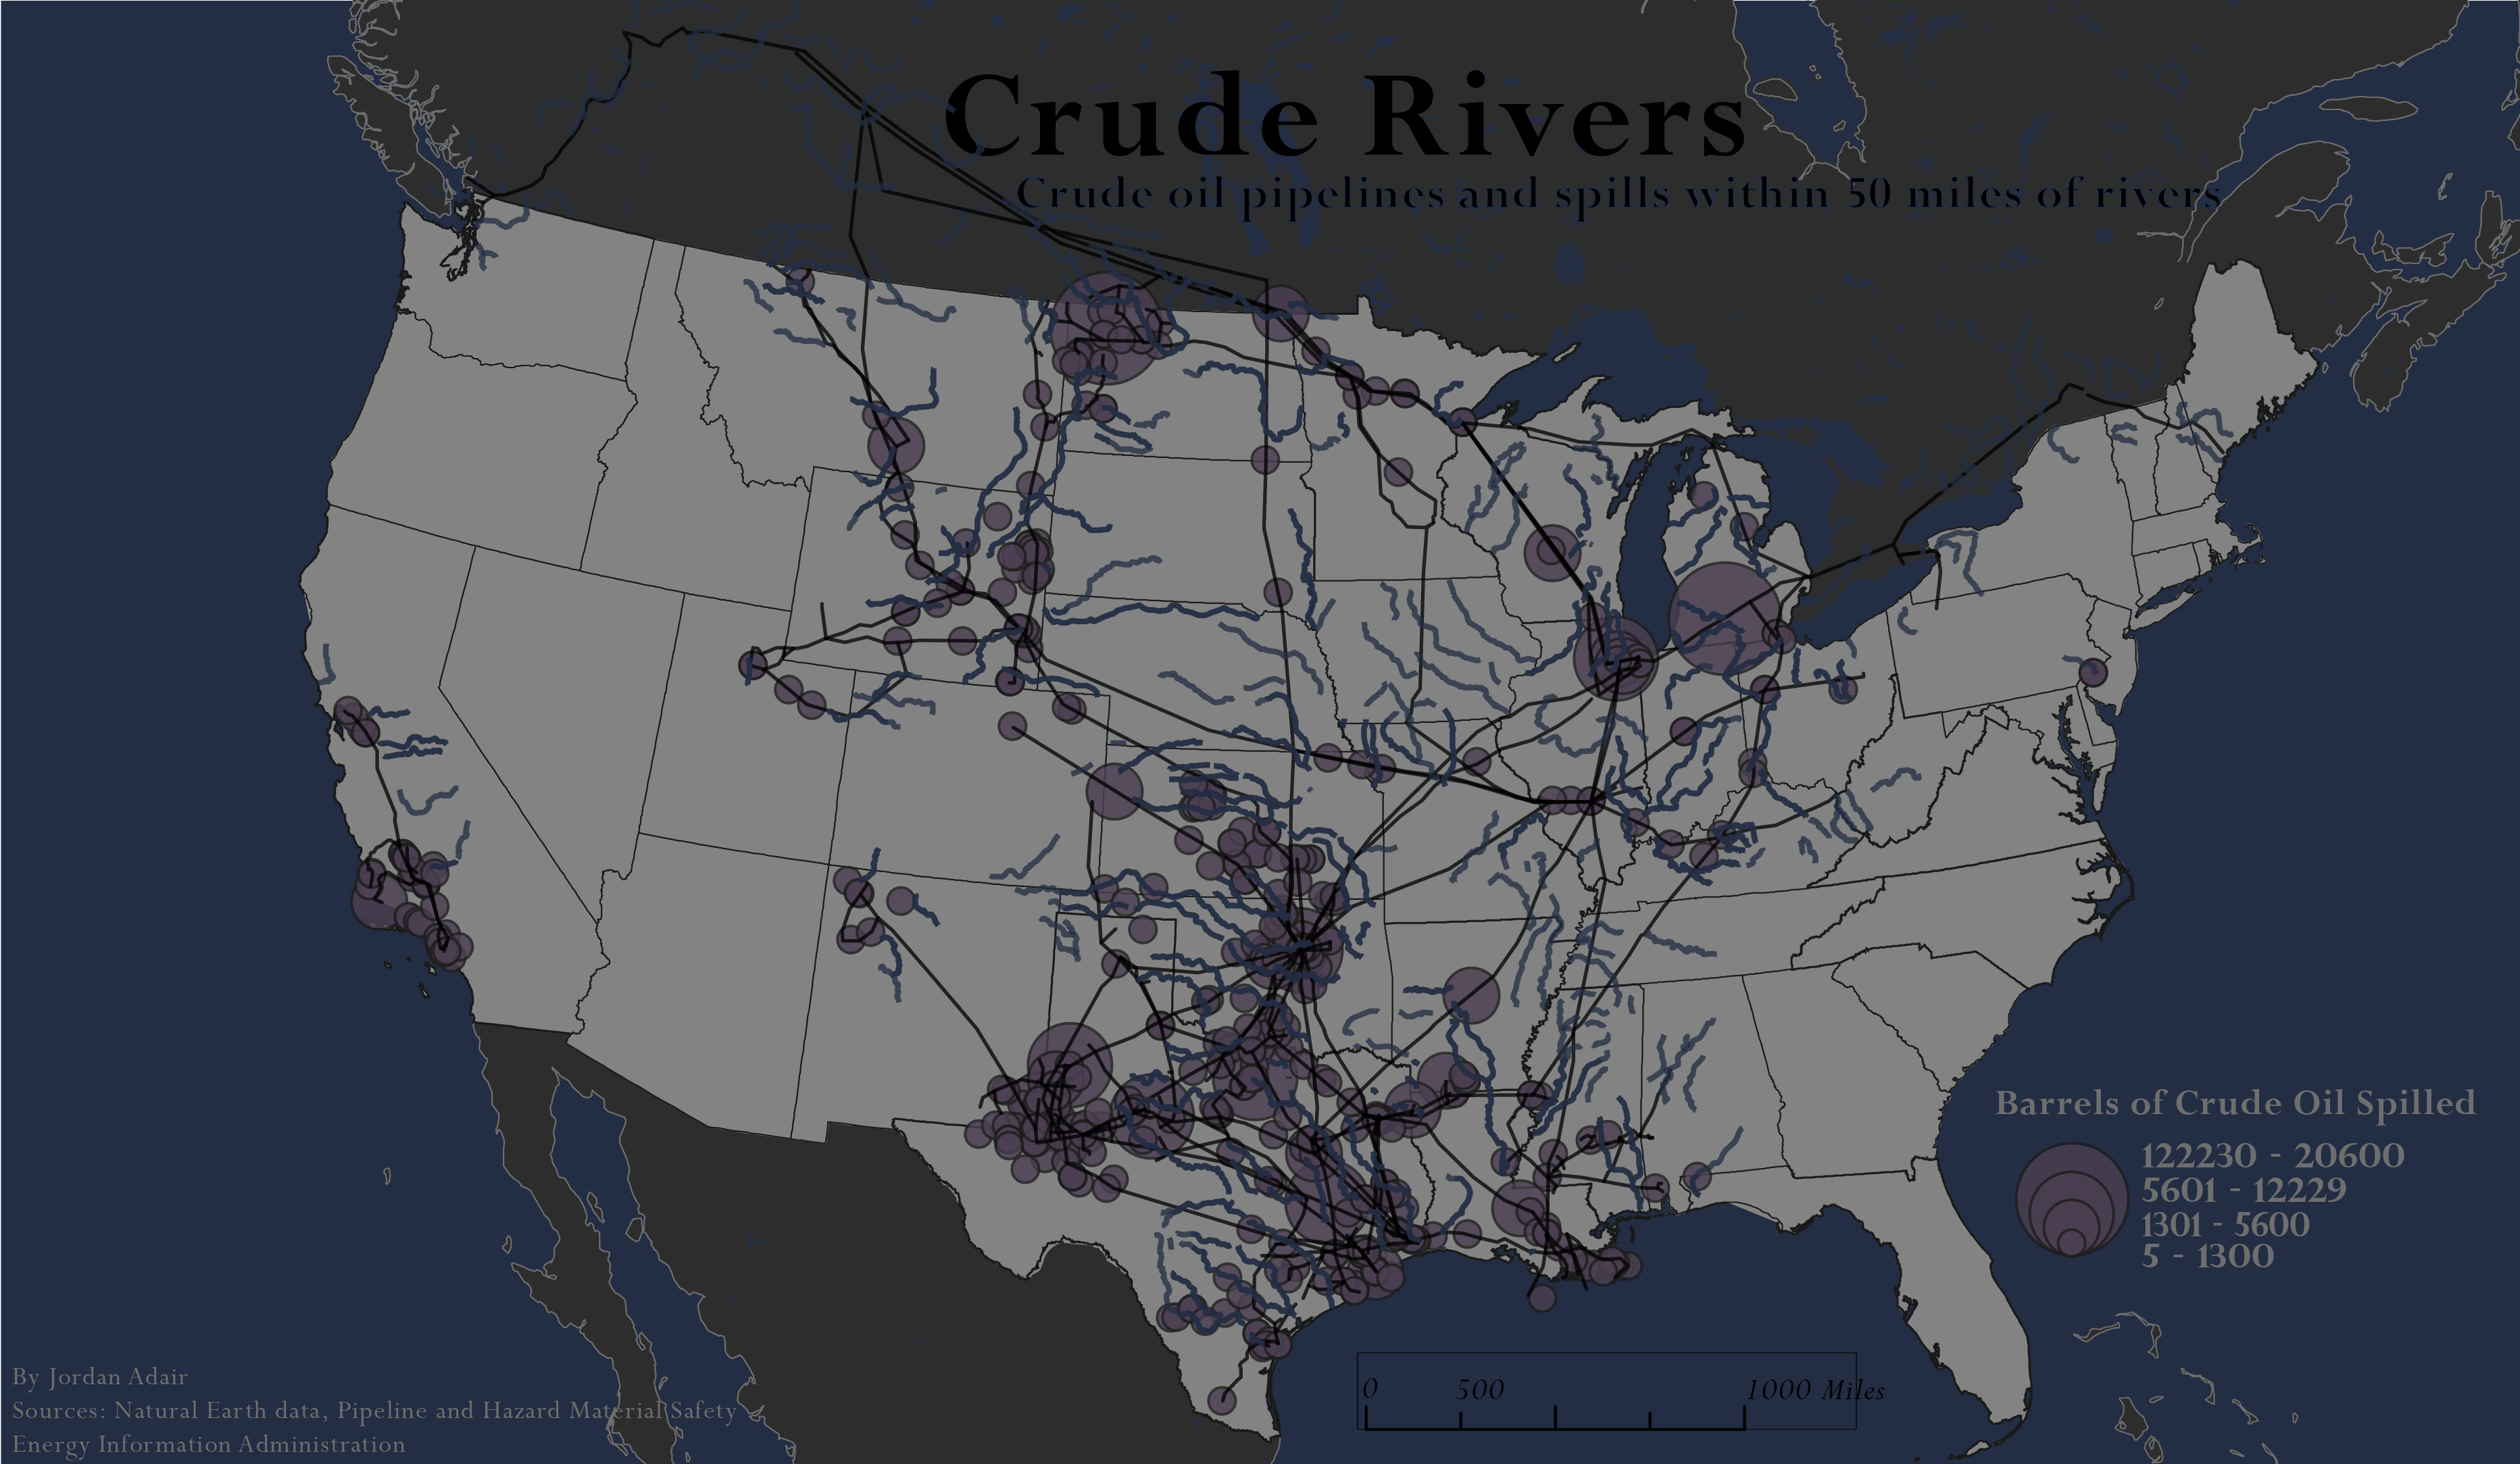 Crude Rivers
Crude oil pipelines and spills within 50 miles of rivers
Barrels of Crude Oil Spilled
122230 - 20600
5601 - 12229
1301 - 5600
5 - 1300
0 500 1000 Miles
By Jordan Adair
Sources: Natural Earth data, Pipeline and Hazard Material Safety
Energy Information Administration